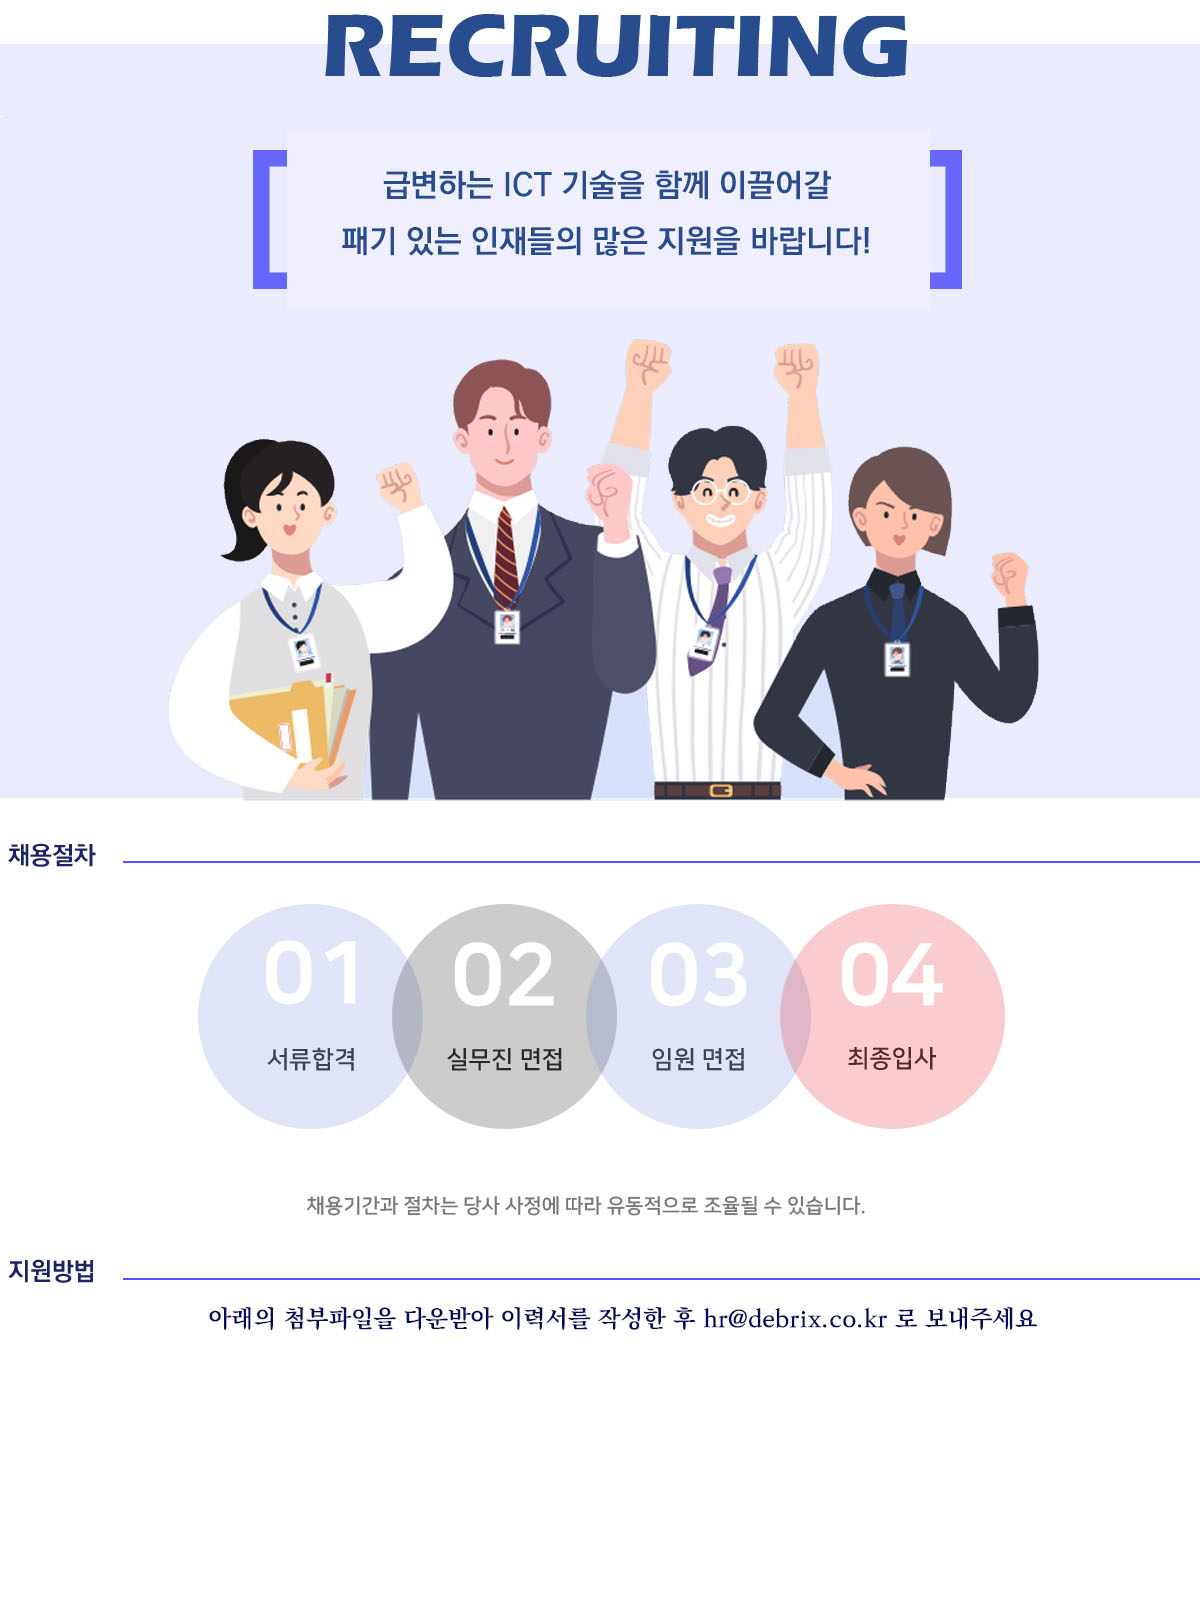 RECRUITING
급변하는 ICT 기술을 함께 이끌어갈
패기 있는 인재들의 많은 지원을 바랍니다!
채용절차
01 02 03 04
서류합격 실무진 면접 임원 면접 최종입사
채용기간과 절차는 당사 사정에 따라 유동적으로 조율될 수 있습니다.
지원방법
아래의 첨부파일을 다운받아 이력서를 작성한 후 hr@debrix.co.kr 로 보내주세요